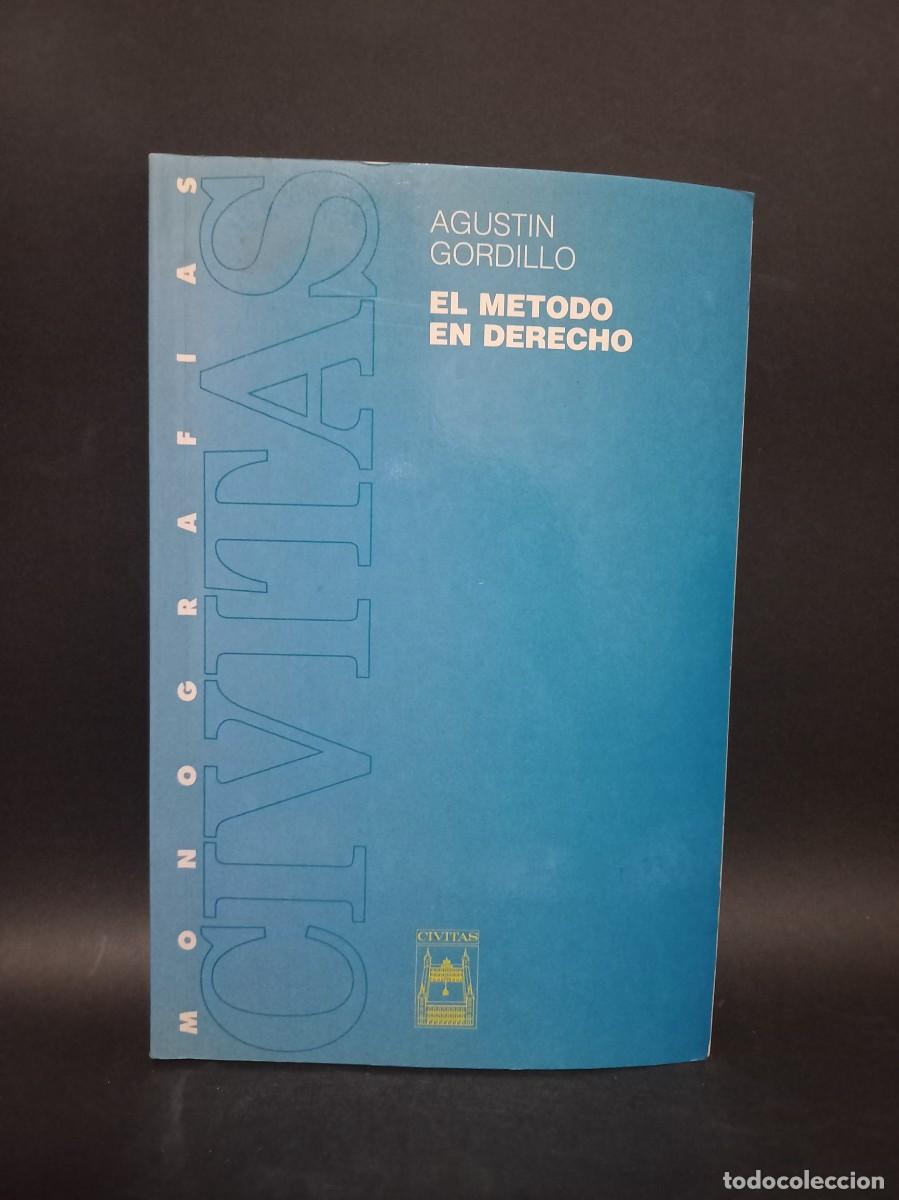 MONOGRAFIAS
CIVITAS
AGUSTIN
GORDILLO
EL METODO
EN DERECHO
CIVITAS
todocoleccion